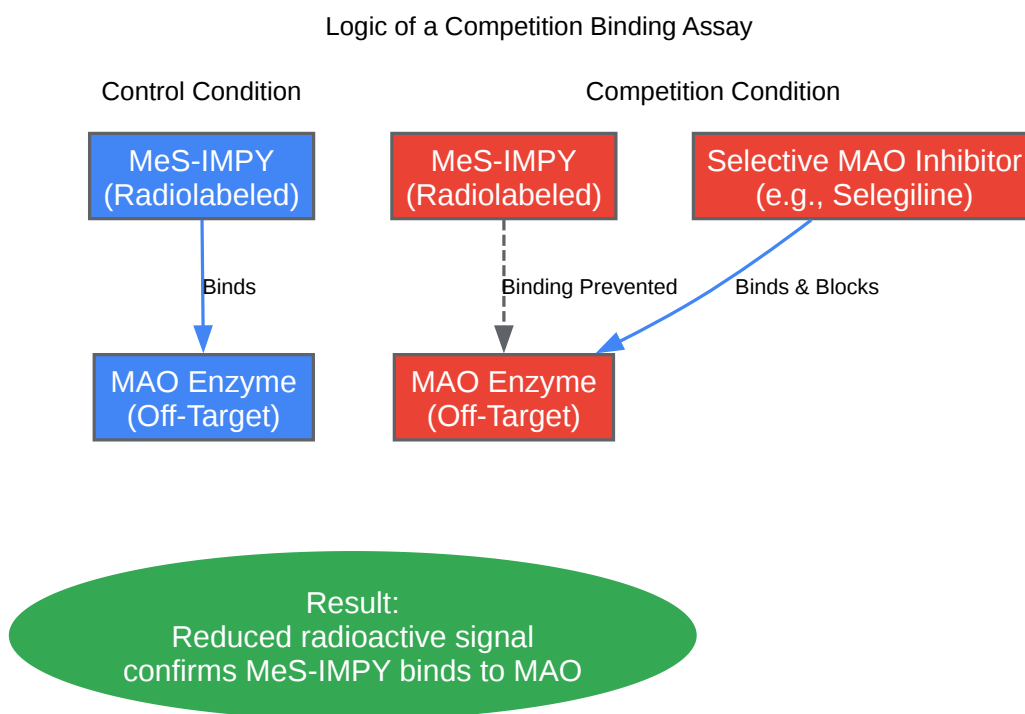 Logic of a Competition Binding Assay
Control Condition
Competition Condition
MeS-IMPY
(Radiolabeled)
MeS-IMPY
(Radiolabeled)
Selective MAO Inhibitor
(e.g., Selegiline)
Binds
Binding Prevented
Binds & Blocks
MAO Enzyme
(Off-Target)
MAO Enzyme
(Off-Target)
Result:
Reduced radioactive signal
confirms MeS-IMPY binds to MAO